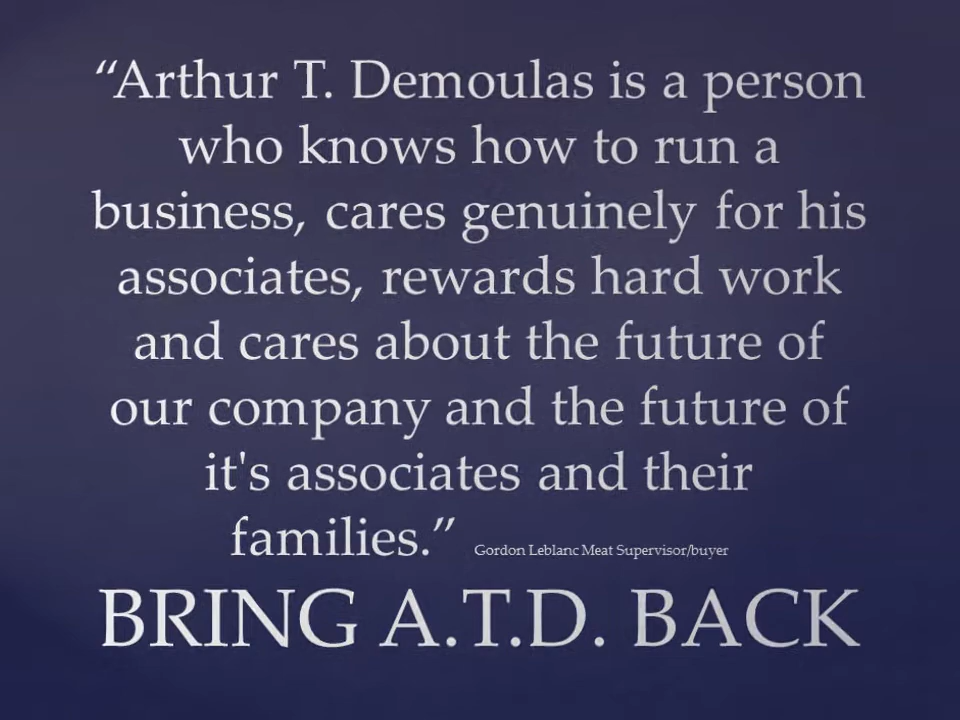 “Arthur T. Demoulas is a person
who knows how to run a
business, cares genuinely for his
associates, rewards hard work
and cares about the future of
our company and the future of
it's associates and their
families.” Gordon Leblanc Meat Supervisor/buyer
BRING A.T.D. BACK